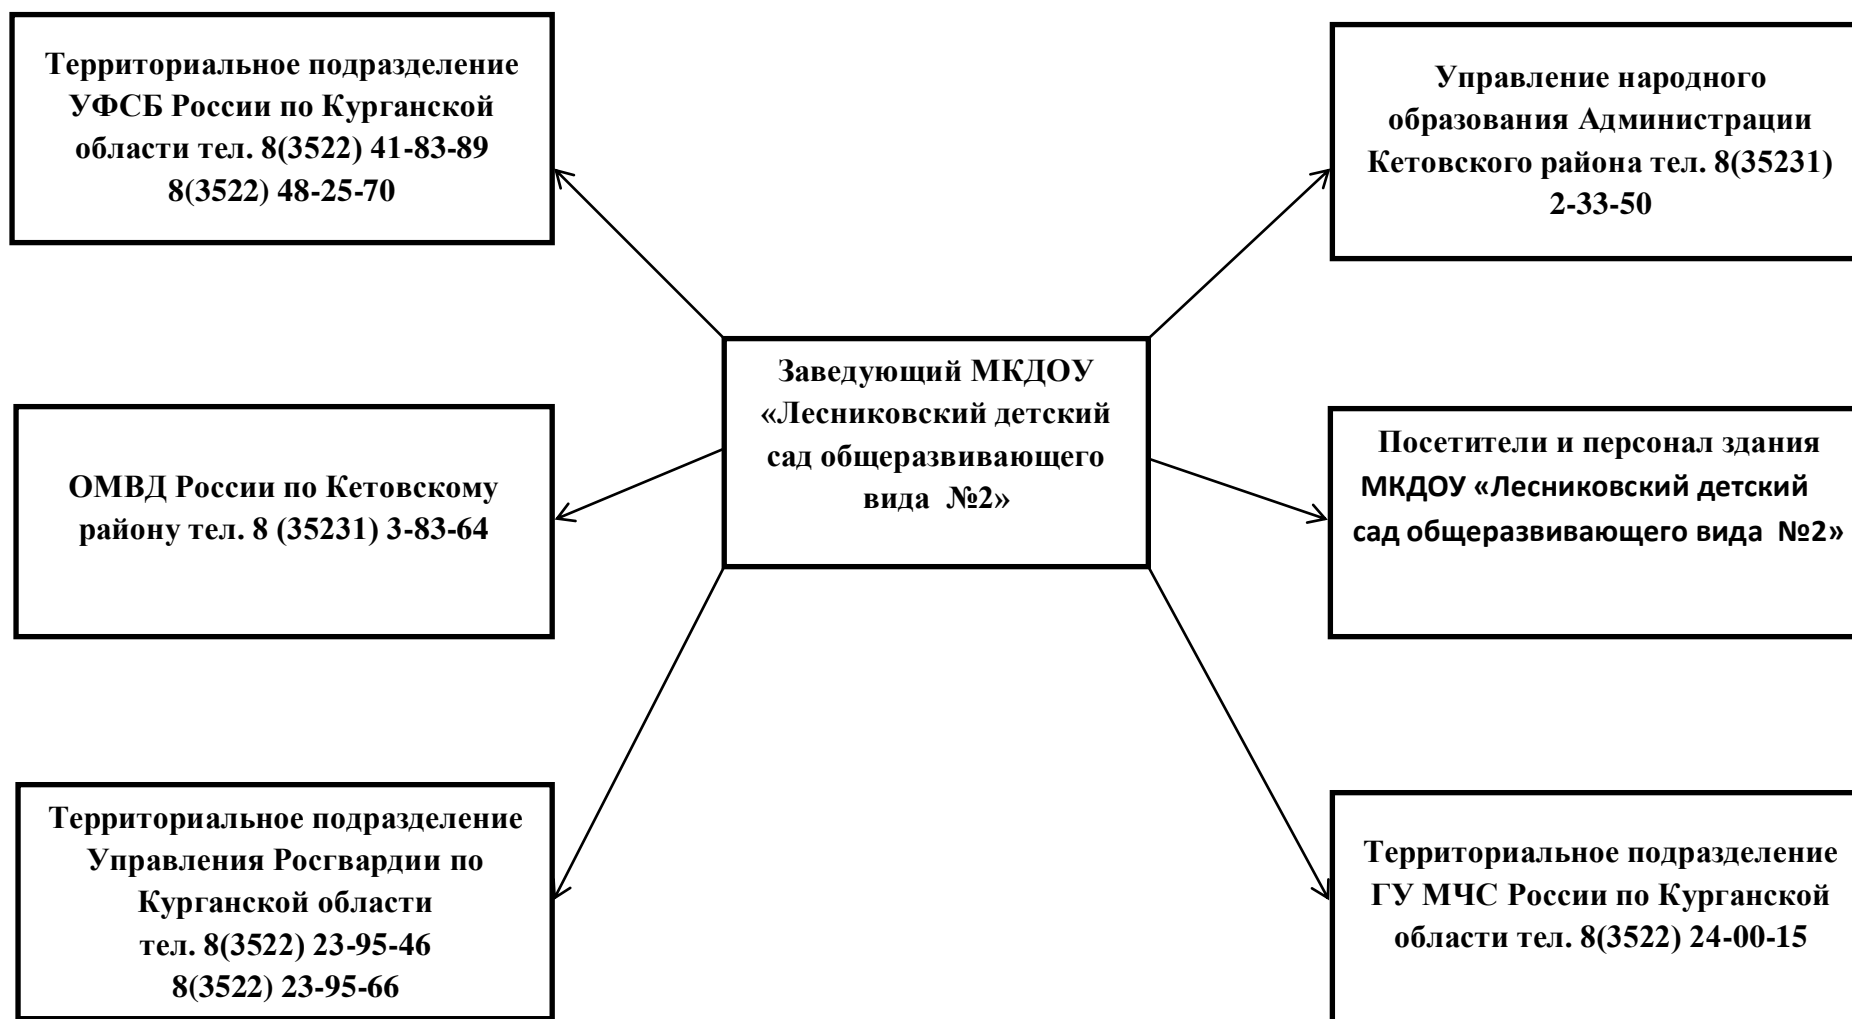 Территориальное подразделение
УФСБ России по Курганской
области тел. 8(3522) 41-83-89
8(3522) 48-25-70
Управление народного
образования Администрации
Кетовского района тел. 8(35231)
2-33-50
Заведующий МКДОУ
«Лесниковский детский
сад общеразвивающего
вида №2»
ОМВД России по Кетовскому
району тел. 8 (35231) 3-83-64
Посетители и персонал здания
МКДОУ «Лесниковский детский
сад общеразвивающего вида №2»
Территориальное подразделение
Управления Росгвардии по
Курганской области
тел. 8(3522) 23-95-46
8(3522) 23-95-66
Территориальное подразделение
ГУ МЧС России по Курганской
области тел. 8(3522) 24-00-15